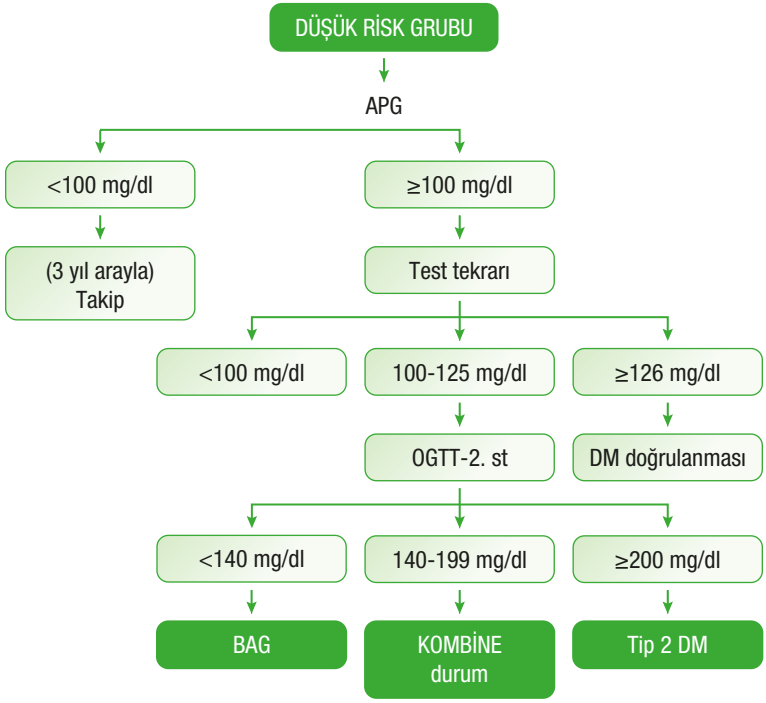 DÜŞÜK RİSK GRUBU
APG
<100 mg/dl
≥100 mg/dl
(3 yıl arayla)
Takip
Test tekrarı
<100 mg/dl
100-125 mg/dl
≥126 mg/dl
OGTT-2. st
DM doğrulanması
<140 mg/dl
140-199 mg/dl
≥200 mg/dl
BAG
KOMBİNE
durum
Tip 2 DM